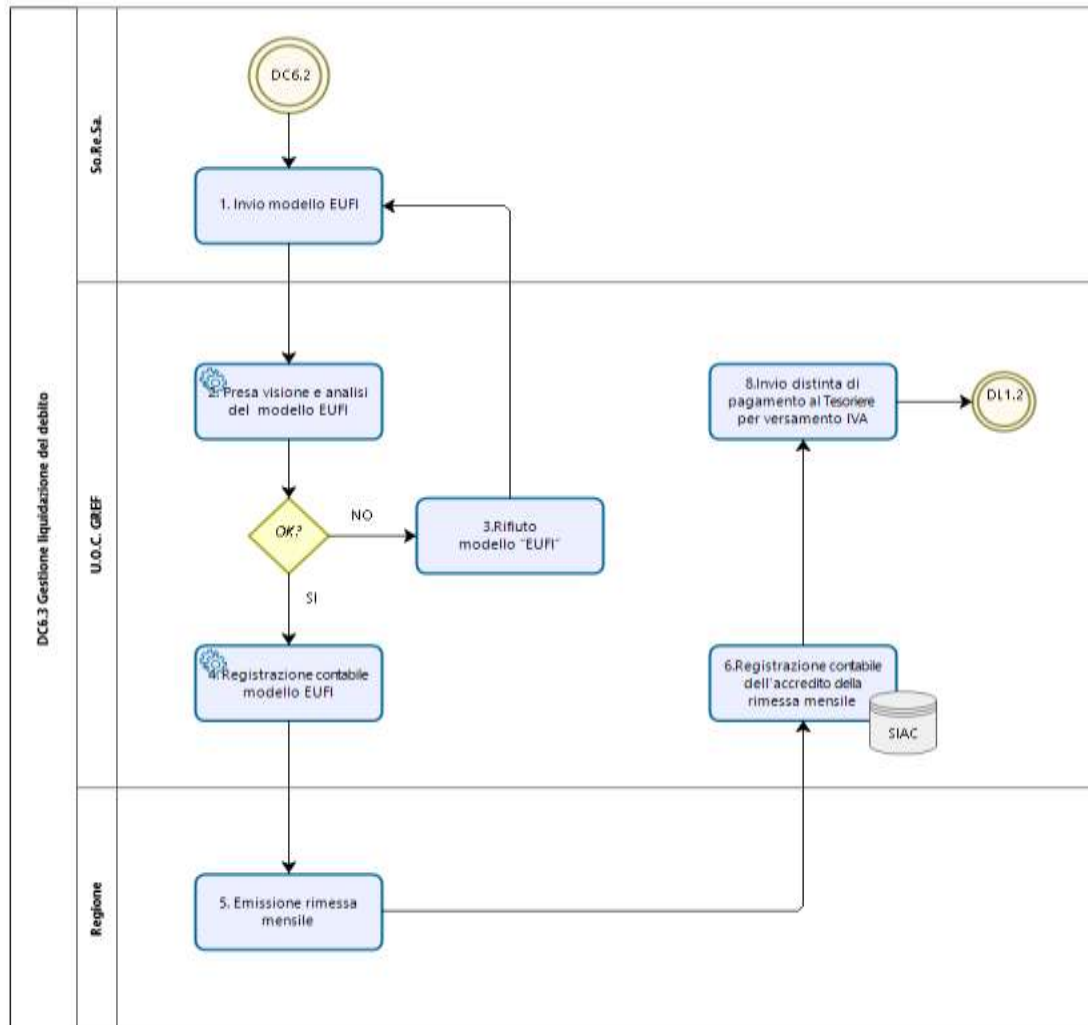 DC6.3 Gestione liquidazione del debito
So.Re.Sa.
DC6.2
1. Invio modello EUFI
U.O.C. GREF
2. Presa visione e analisi
del modello EUFI
8.Invio distinta di
pagamento al Tesoriere
per versamento IVA
DL1.2
OK?
NO
3.Rifiuto
modello "EUFI"
SI
4. Registrazione contabile
modello EUFI
6.Registrazione contabile
dell'accredito della
rimessa mensile
SIAC
Regione
5. Emissione rimessa
mensile